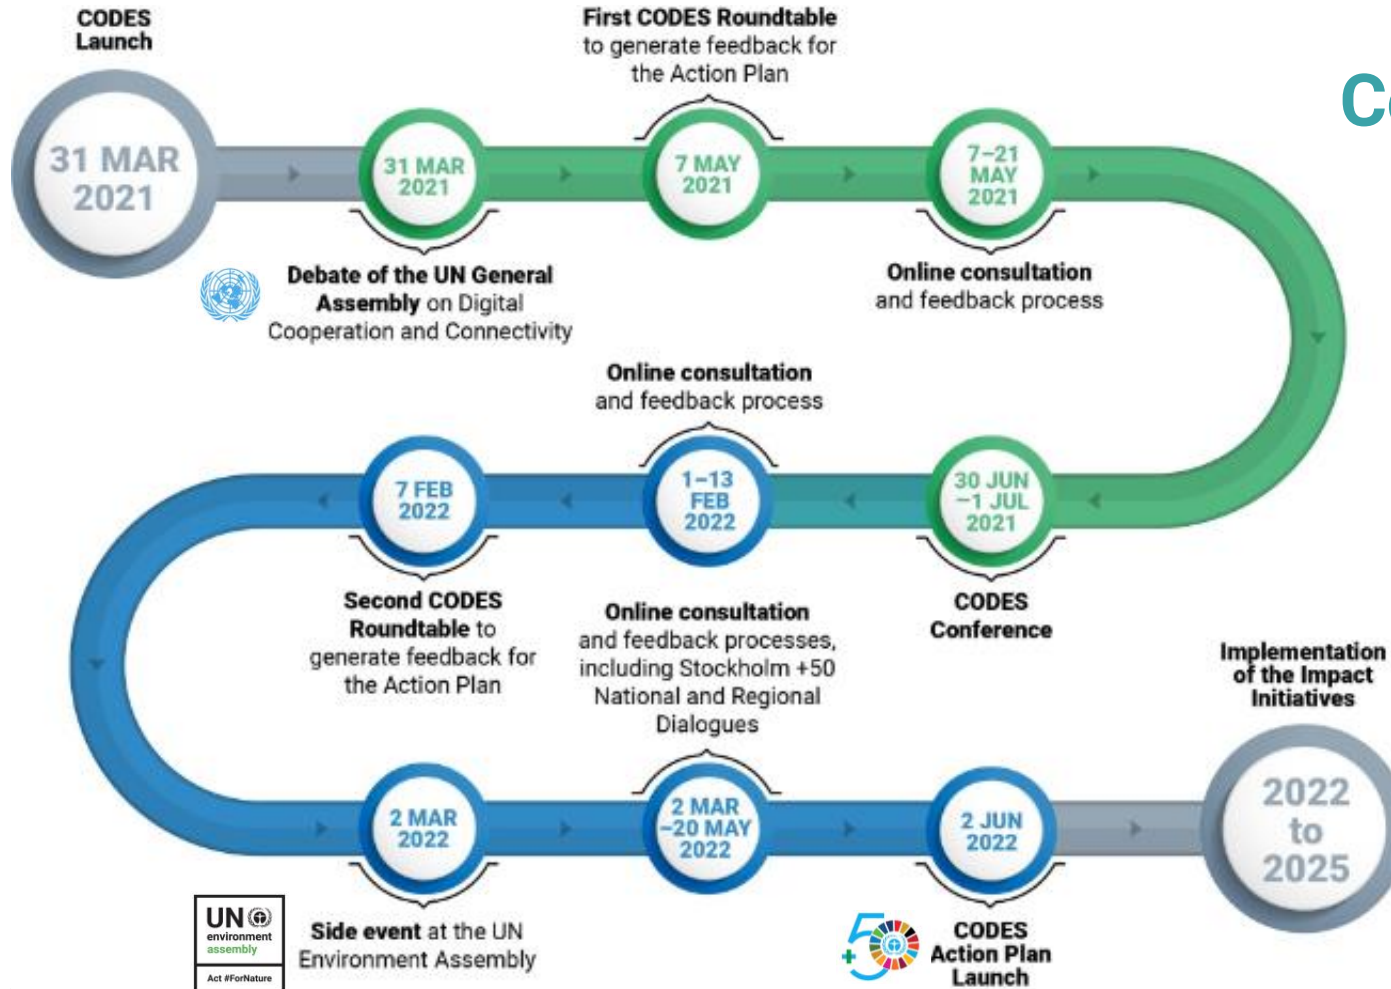 CODES
Launch
31 MAR
2021
31 MAR
2021
Debate of the UN General
Assembly on Digital
Cooperation and Connectivity
First CODES Roundtable
to generate feedback for
the Action Plan
7 MAY
2021
7–21
MAY
2021
Online consultation
and feedback process
30 JUN
–1 JUL
2021
CODES
Conference
Online consultation
and feedback process
1–13
FEB
2022
7 FEB
2022
Second CODES
Roundtable to
generate feedback for
the Action Plan
2 MAR
2022
UN
environment
assembly
Act #ForNature
Side event at the UN
Environment Assembly
Online consultation
and feedback processes,
including Stockholm +50
National and Regional
Dialogues
2 MAR
–20 MAY
2022
2 JUN
2022
+50
CODES
Action Plan
Launch
Implementation
of the Impact
Initiatives
2022
to
2025